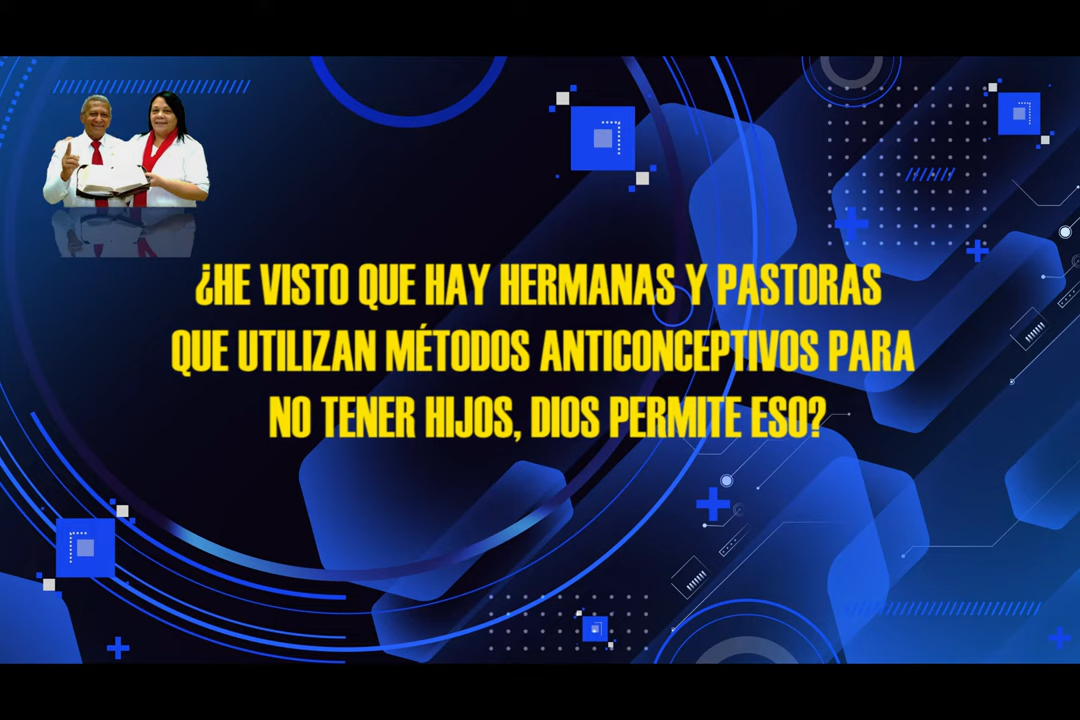 ¿HE VISTO QUE HAY HERMANAS Y PASTORAS
QUE UTILIZAN MÉTODOS ANTICONCEPTIVOS PARA
NO TENER HIJOS, DIOS PERMITE ESO?